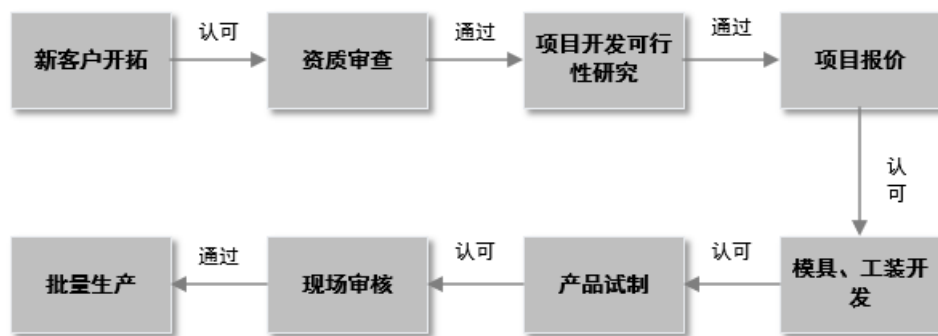 认可
通过
通过
新客户开拓
资质审查
项目开发可行
性研究
项目报价
认
可
批量生产
通过
现场审核
认可
产品试制
认可
模具、工装开
发